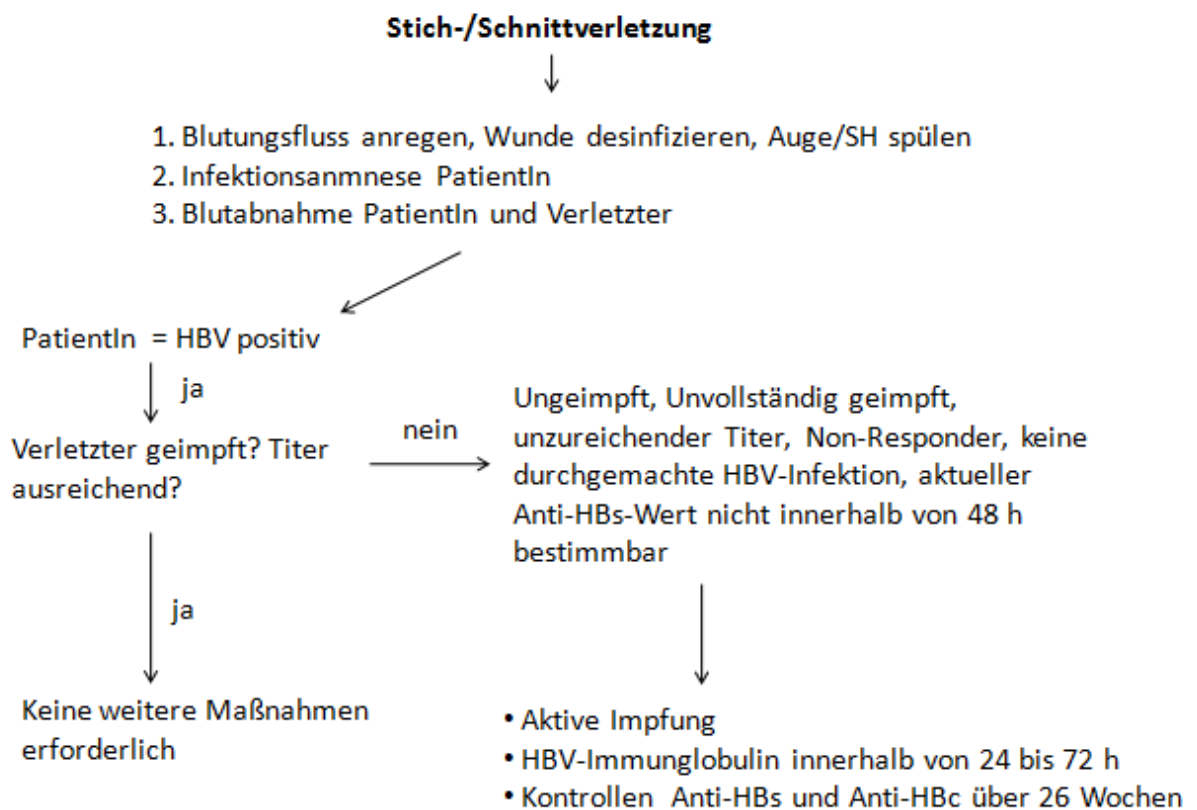 Stich-/Schnittverletzung
1. Blutungsfluss anregen, Wunde desinfizieren, Auge/SH spülen
2. Infektionsanmnese PatientIn
3. Blutabnahme PatientIn und Verletzter
PatientIn = HBV positiv
ja
Verletzter geimpft? Titer
ausreichend?
nein
Ungeimpft, Unvollständig geimpft,
unzureichender Titer, Non-Responder, keine
durchgemachte HBV-Infektion, aktueller
Anti-HBs-Wert nicht innerhalb von 48 h
bestimmbar
ja
Keine weitere Maßnahmen
erforderlich
• Aktive Impfung
• HBV-Immunglobulin innerhalb von 24 bis 72 h
• Kontrollen Anti-HBs und Anti-HBc über 26 Wochen